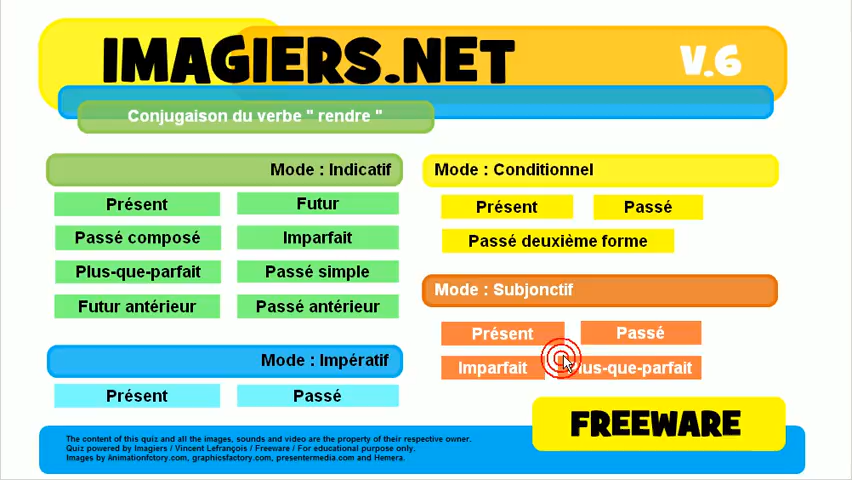 IMAGIERS.NET
V.6
Conjugaison du verbe " rendre "
Mode : Indicatif
Présent Futur
Passé composé Imparfait
Plus-que-parfait Passé simple
Futur antérieur Passé antérieur
Mode : Impératif
Présent Passé
Mode : Conditionnel
Présent Passé
Passé deuxième forme
Mode : Subjonctif
Présent Passé
Imparfait Plus-que-parfait
FREEWARE
The content of this quiz and all the images, sounds and video are the property of their respective owner.
Quiz powered by Imagiers / Vincent Lefrançois / Freeware / For educational purpose only.
Images by Animationfctory.com, graphicsfactory.com, presentermedia.com and Hemera.